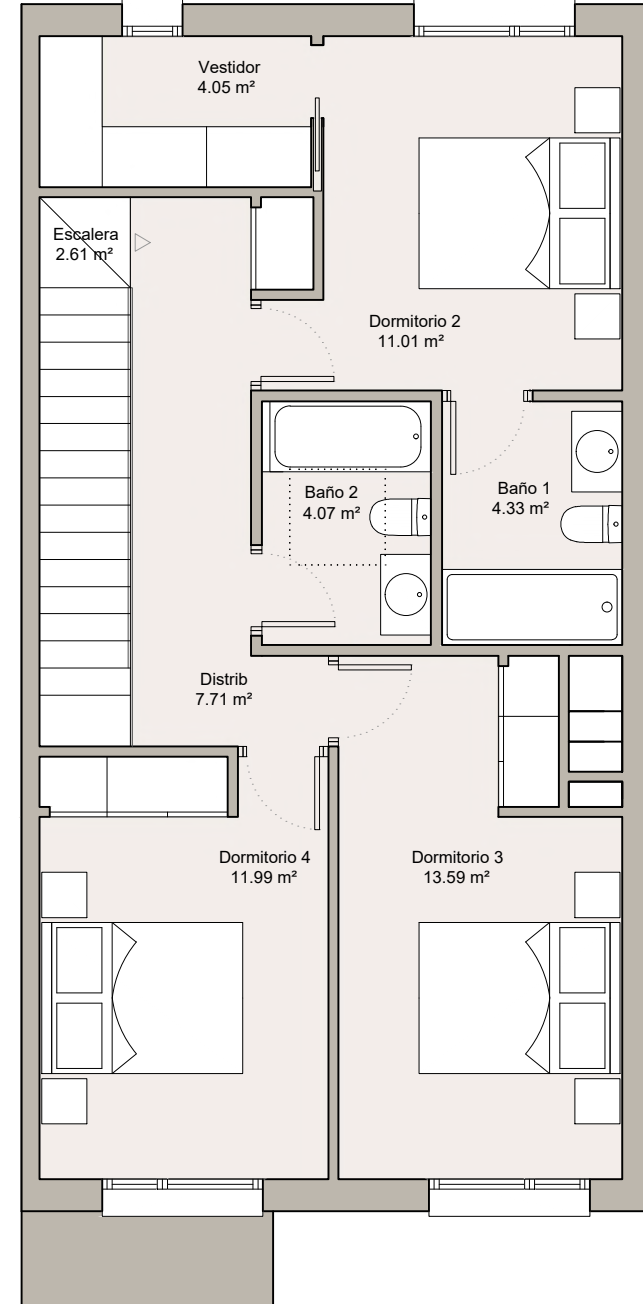 Vestidor
4.05 m²
Escalera
2.61 m²
Dormitorio 2
11.01 m²
Baño 2
4.07 m²
Baño 1
4.33 m²
Distrib
7.71 m²
Dormitorio 4
11.99 m²
Dormitorio 3
13.59 m²